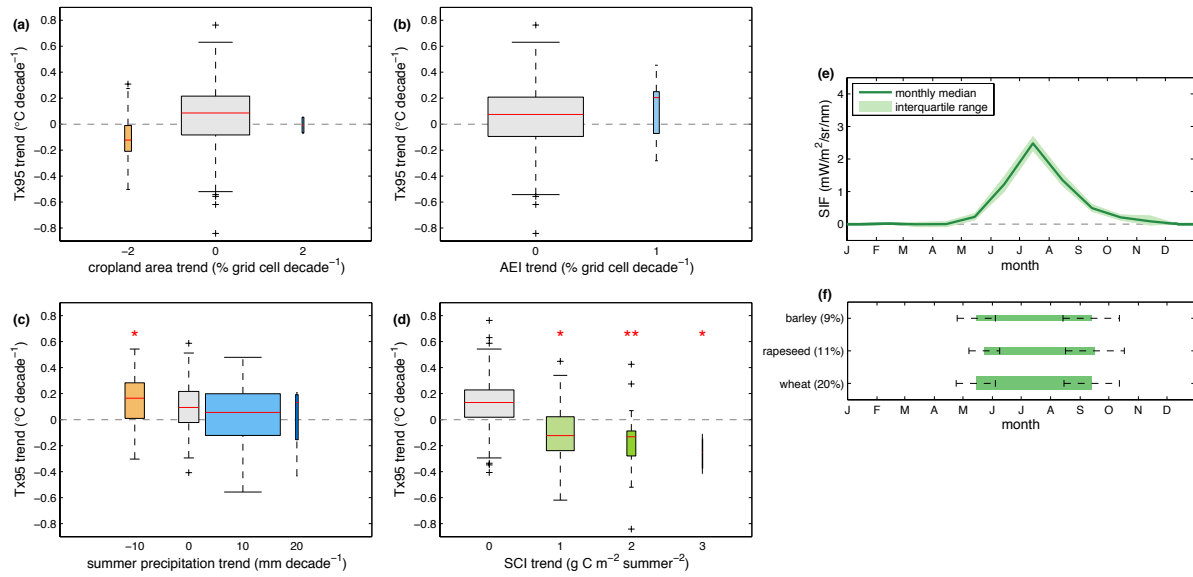 (a)
Tx95 trend (°C decade⁻¹)
0.8
0.6
0.4
0.2
0
−0.2
−0.4
−0.6
−0.8
−2 0 2
cropland area trend (% grid cell decade⁻¹)
(b)
Tx95 trend (°C decade⁻¹)
0.8
0.6
0.4
0.2
0
−0.2
−0.4
−0.6
−0.8
0 1
AEI trend (% grid cell decade⁻¹)
(c)
Tx95 trend (°C decade⁻¹)
0.8
0.6
0.4
0.2
0
−0.2
−0.4
−0.6
−0.8
*
−10 0 10 20
summer precipitation trend (mm decade⁻¹)
(d)
Tx95 trend (°C decade⁻¹)
0.8
0.6
0.4
0.2
0
−0.2
−0.4
−0.6
−0.8
* ** *
0 1 2 3
SCI trend (g C m⁻² summer⁻²)
(e)
monthly median
interquartile range
SIF (mW/m²/sr/nm)
4
3
2
1
0
J F M A M J J A S O N D
month
(f)
barley (9%)
rapeseed (11%)
wheat (20%)
J F M A M J J A S O N D
month